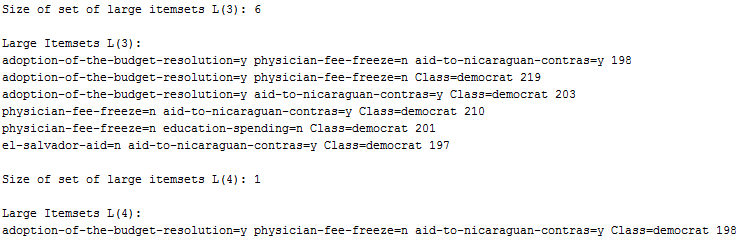 Size of set of large itemsets L(3): 6
Large Itemsets L(3):
adoption-of-the-budget-resolution=y physician-fee-freeze=n aid-to-nicaraguan-contras=y 198
adoption-of-the-budget-resolution=y physician-fee-freeze=n Class=democrat 219
adoption-of-the-budget-resolution=y aid-to-nicaraguan-contras=y Class=democrat 203
physician-fee-freeze=n aid-to-nicaraguan-contras=y Class=democrat 210
physician-fee-freeze=n education-spending=n Class=democrat 201
el-salvador-aid=n aid-to-nicaraguan-contras=y Class=democrat 197
Size of set of large itemsets L(4): 1
Large Itemsets L(4):
adoption-of-the-budget-resolution=y physician-fee-freeze=n aid-to-nicaraguan-contras=y Class=democrat 198